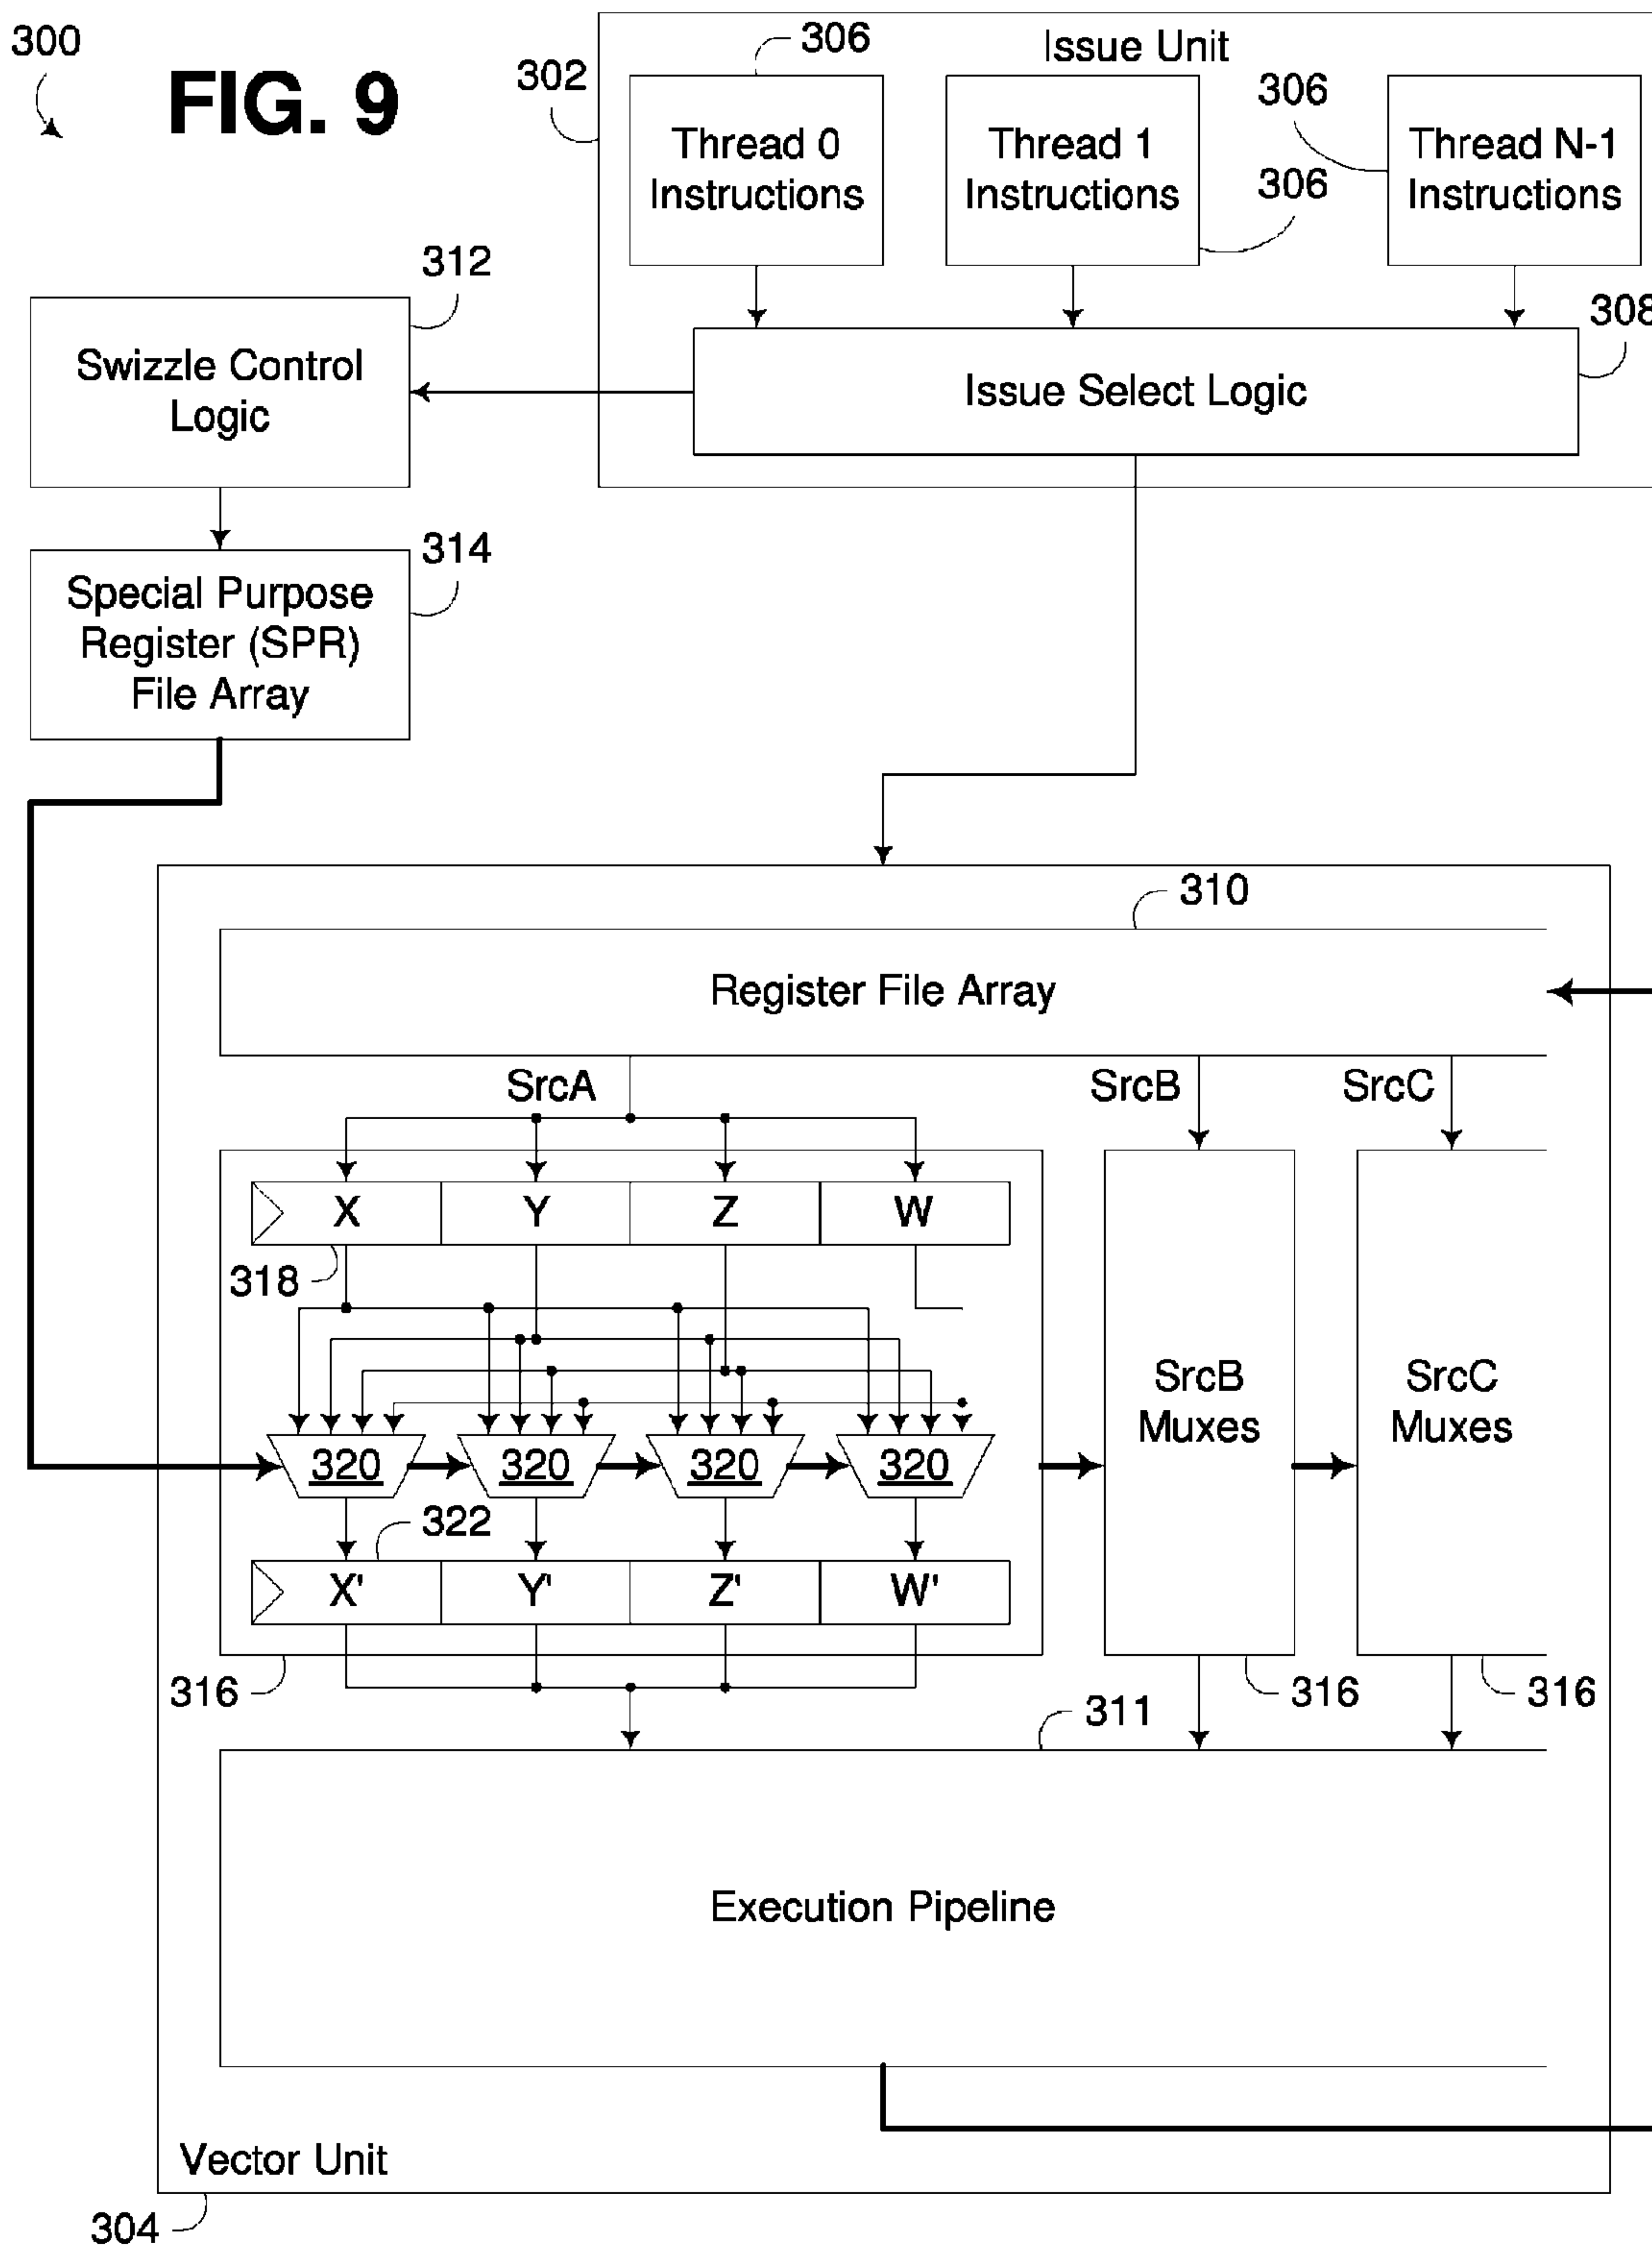 300
FIG. 9
302
306
Issue Unit
306
Thread 0
Instructions
Thread 1
Instructions
Thread N-1
Instructions
306
312
308
Swizzle Control
Logic
Issue Select Logic
314
Special Purpose
Register (SPR)
File Array
310
Register File Array
SrcA
SrcB
SrcC
X
Y
Z
W
318
SrcB
Muxes
SrcC
Muxes
320
320
320
320
322
X'
Y'
Z'
W'
316
316
316
311
Execution Pipeline
Vector Unit
304